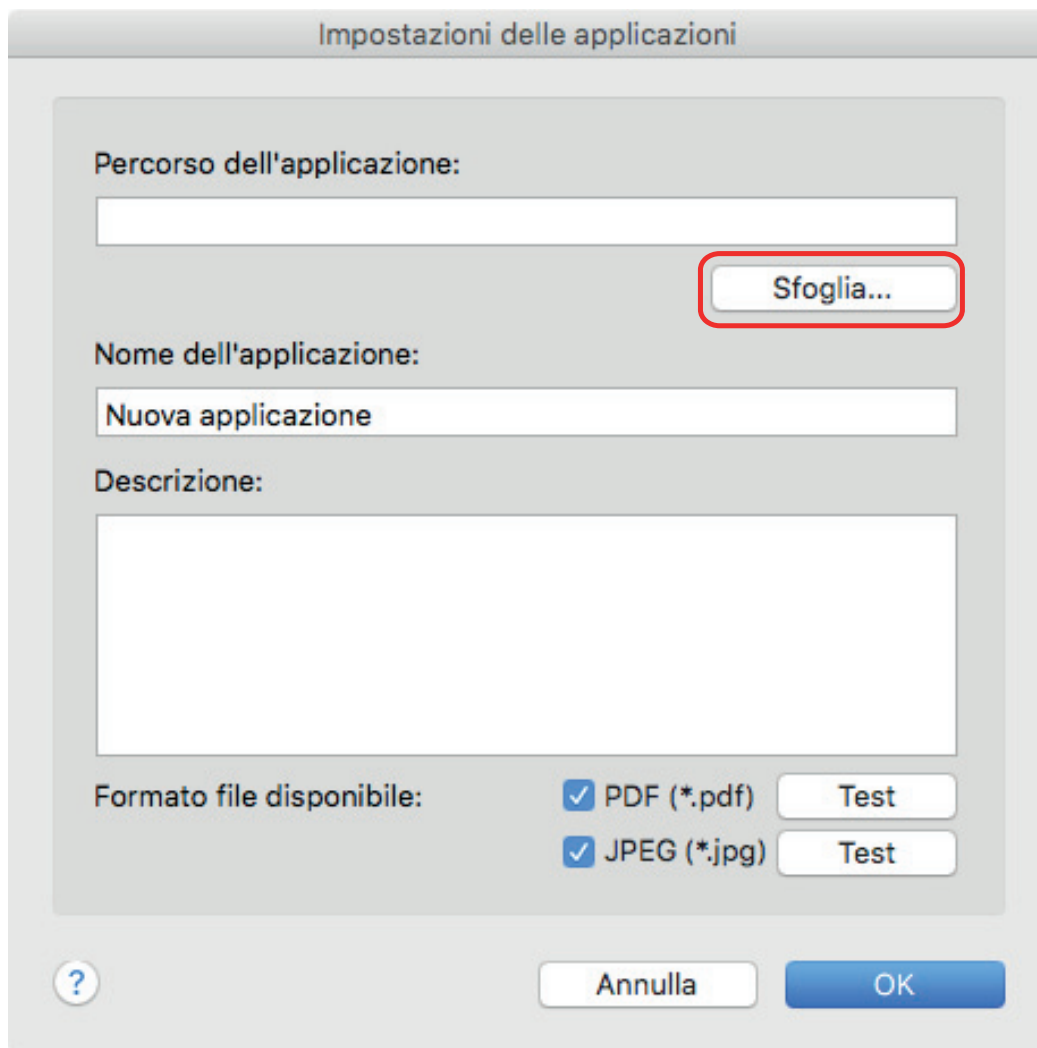 Impostazioni delle applicazioni
Percorso dell'applicazione:
Sfoglia...
Nome dell'applicazione:
Nuova applicazione
Descrizione:
Formato file disponibile:
PDF (*.pdf)
Test
JPEG (*.jpg)
Test
?
Annulla
OK